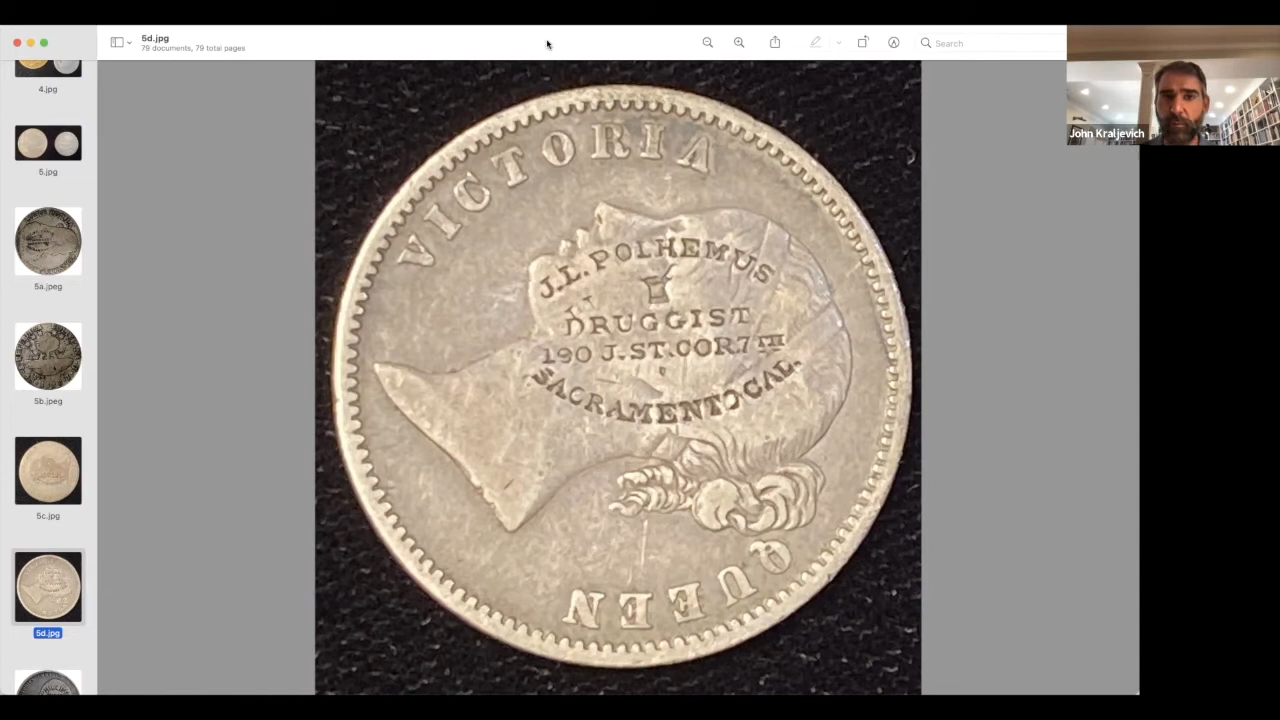 5d.jpg
79 documents, 79 total pages
Search
4.jpg
5.jpg
5a.jpeg
5b.jpeg
5c.jpg
5d.jpg
John Kraljevich
VICTORIA
QUEEN
J.L. POLHEMUS
DRUGGIST
190 J. ST. COR. 7TH
SACRAMENTO CAL.